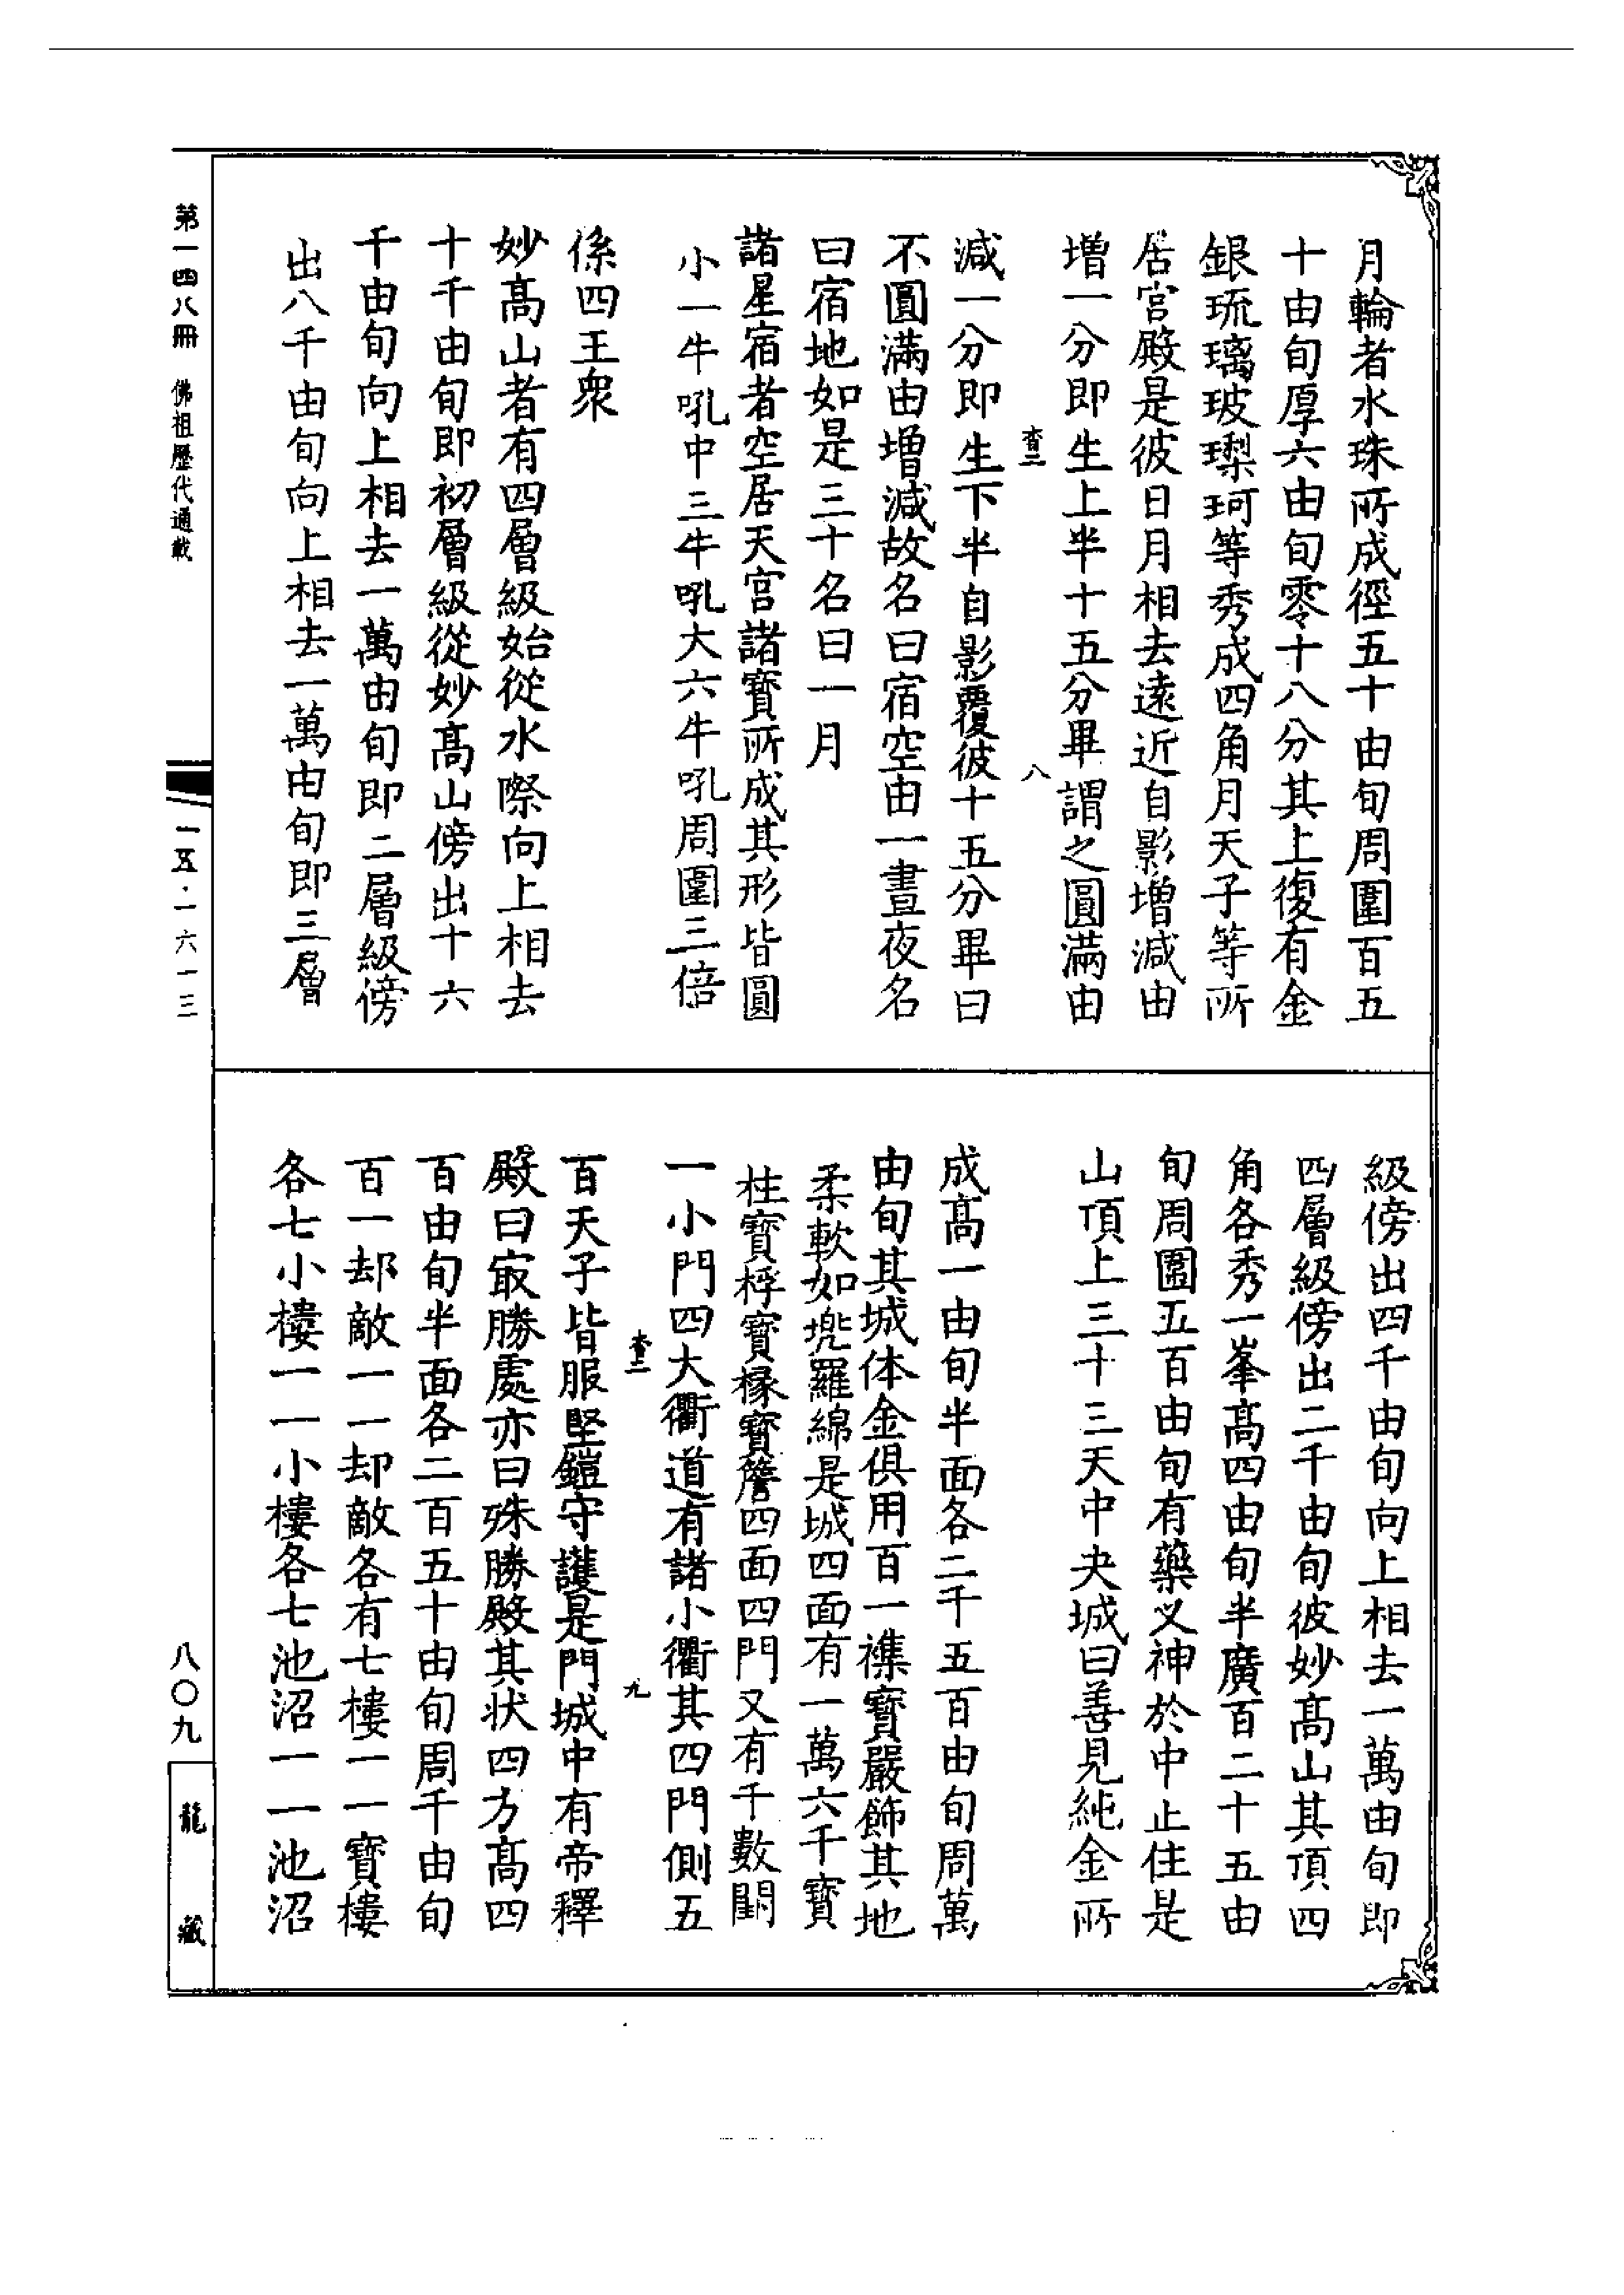 月輪者水珠所成徑五十由旬周圍百五
十由旬厚六由旬零十八分其上復有金
銀琉璃玻瓈珂等秀成四角月天子等所
居宮殿是彼日月相去遠近自影增減由
增一分即生上半十五分畢謂之圓滿由
杳二 八
減一分即生下半自影覆彼十五分畢曰
不圓滿由增減故名曰宿空由一晝夜名
曰宿地如是三十名曰一月
諸星宿者空居天宮諸寶所成其形皆圓
小一牛吼中三牛吼大六牛吼周圍三倍
係四王衆
妙高山者有四層級始從水際向上相去
十千由旬即初層級從妙高山傍出十六
千由旬向上相去一萬由旬即二層級傍
出八千由旬向上相去一萬由旬即三層
級傍出四千由旬向上相去一萬由旬即
四層級傍出二千由旬彼妙高山其頂四
角各秀一峯高四由旬半廣百二十五由
旬周圍五百由旬有藥义神於中止住是
山頂上三十三天中夬城曰善見純金所
成高一由旬半面各二千五百由旬周萬
由旬其城体金俱用百一襍寶嚴飾其地
柔軟如兠羅綿是城四面有一萬六千寶
柱寶桴寶椽寶簷四面四門又有千數闁
一小門四大衢道有諸小衢其四門側五
杳二 九
百天子皆服堅鎧守護是門城中有帝釋
殿曰㝡勝處亦曰殊勝殿其状四方高四
百由旬半面各二百五十由旬周千由旬
百一却敵一一却敵各有七樓一一寶樓
各七小樓一一小樓各七池沼一一池沼
第一四八冊 佛祖歷代通載
一五五·一六一三
八〇九
龍藏